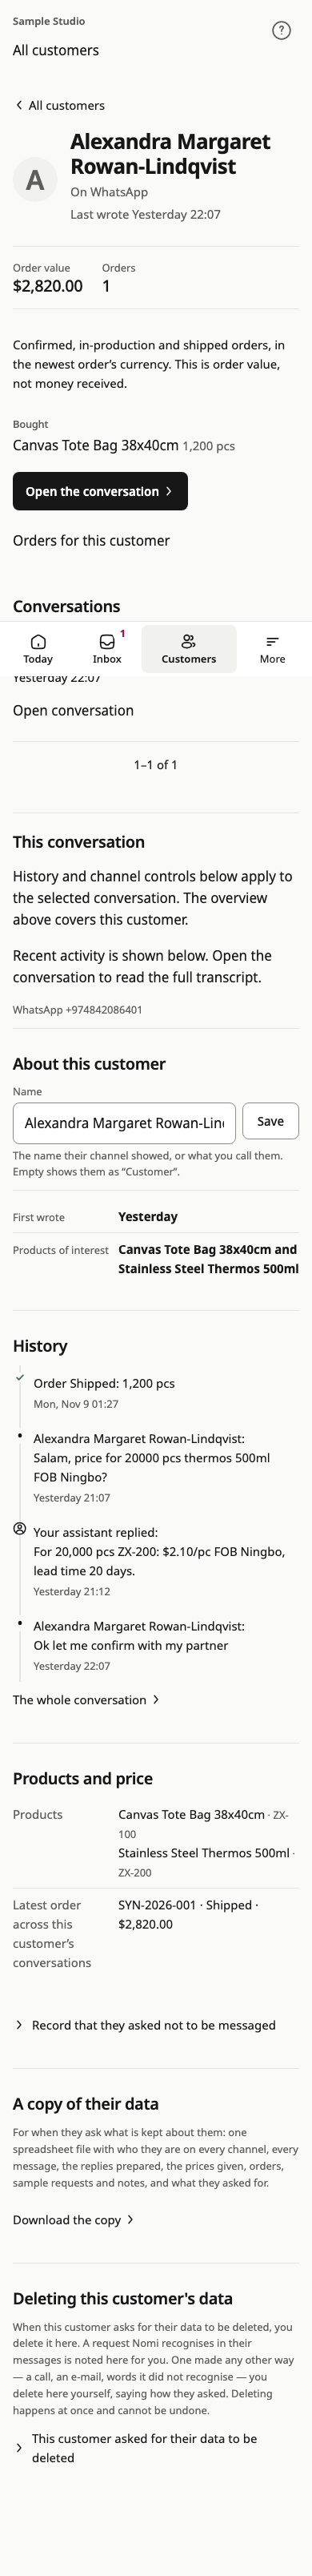 Sample Studio
All customers
All customers
A
Alexandra Margaret
Rowan-Lindqvist
On WhatsApp
Last wrote Yesterday 22:07
Order value
$2,820.00
Orders
1
Confirmed, in-production and shipped orders, in
the newest order’s currency. This is order value,
not money received.
Bought
Canvas Tote Bag 38x40cm 1,200 pcs
Open the conversation
Orders for this customer
Conversations
Today
Inbox
1
Customers
More
Yesterday 22:07
Open conversation
1–1 of 1
This conversation
History and channel controls below apply to
the selected conversation. The overview
above covers this customer.
Recent activity is shown below. Open the
conversation to read the full transcript.
WhatsApp +974842086401
About this customer
Name
Alexandra Margaret Rowan-Lin
Save
The name their channel showed, or what you call them.
Empty shows them as “Customer”.
First wrote
Yesterday
Products of interest
Canvas Tote Bag 38x40cm and
Stainless Steel Thermos 500ml
History
Order Shipped: 1,200 pcs
Mon, Nov 9 01:27
Alexandra Margaret Rowan-Lindqvist:
Salam, price for 20000 pcs thermos 500ml
FOB Ningbo?
Yesterday 21:07
Your assistant replied:
For 20,000 pcs ZX-200: $2.10/pc FOB Ningbo,
lead time 20 days.
Yesterday 21:12
Alexandra Margaret Rowan-Lindqvist:
Ok let me confirm with my partner
Yesterday 22:07
The whole conversation
Products and price
Products
Canvas Tote Bag 38x40cm · ZX-
100
Stainless Steel Thermos 500ml ·
ZX-200
Latest order
across this
customer’s
conversations
SYN-2026-001 · Shipped ·
$2,820.00
Record that they asked not to be messaged
A copy of their data
For when they ask what is kept about them: one
spreadsheet file with who they are on every channel, every
message, the replies prepared, the prices given, orders,
sample requests and notes, and what they asked for.
Download the copy
Deleting this customer's data
When this customer asks for their data to be deleted, you
delete it here. A request Nomi recognises in their
messages is noted here for you. One made any other way
— a call, an e-mail, words it did not recognise — you
delete here yourself, saying how they asked. Deleting
happens at once and cannot be undone.
This customer asked for their data to be
deleted